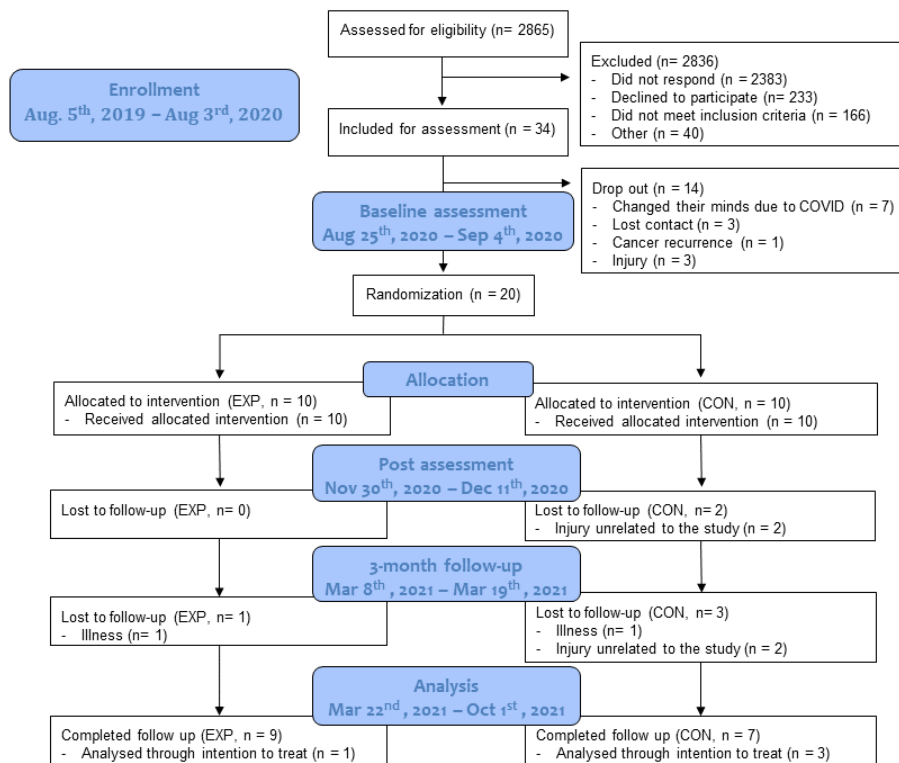 Assessed for eligibility (n= 2865)
Enrollment
Aug. 5th, 2019 – Aug 3rd, 2020
Excluded (n= 2836)
- Did not respond (n = 2383)
- Declined to participate (n= 233)
- Did not meet inclusion criteria (n = 166)
- Other (n = 40)
Included for assessment (n = 34)
Drop out (n = 14)
- Changed their minds due to COVID (n = 7)
- Lost contact (n = 3)
- Cancer recurrence (n = 1)
- Injury (n = 3)
Baseline assessment
Aug 25th, 2020 – Sep 4th, 2020
Randomization (n = 20)
Allocation
Allocated to intervention (EXP, n = 10)
- Received allocated intervention (n = 10)
Allocated to intervention (CON, n = 10)
- Received allocated intervention (n = 10)
Post assessment
Nov 30th, 2020 – Dec 11th, 2020
Lost to follow-up (EXP, n= 0)
Lost to follow-up (CON, n= 2)
- Injury unrelated to the study (n = 2)
3-month follow-up
Mar 8th , 2021 – Mar 19th, 2021
Lost to follow-up (EXP, n= 1)
- Illness (n= 1)
Lost to follow-up (CON, n= 3)
- Illness (n= 1)
- Injury unrelated to the study (n = 2)
Analysis
Mar 22nd , 2021 – Oct 1st , 2021
Completed follow up (EXP, n = 9)
- Analysed through intention to treat (n = 1)
Completed follow up (CON, n = 7)
- Analysed through intention to treat (n = 3)